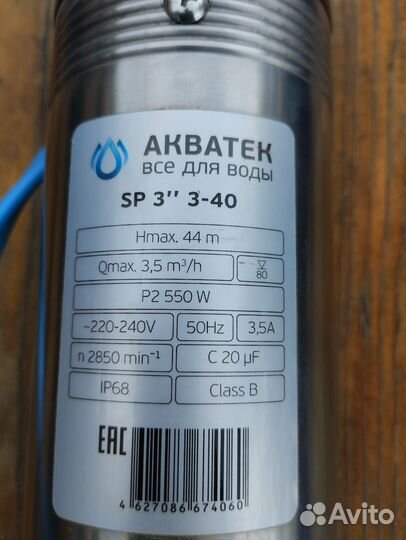 АКВАТЕК
ВСЕ ДЛЯ ВОДЫ
SP 3'' 3-40
Hmax. 44 m
Qmax. 3,5 m³/h
80
P2 550 W
~220-240V 50Hz 3,5A
n 2850 min⁻¹ C 20 µF
IP68 Class B
EAC
4 627086 674060
Avito